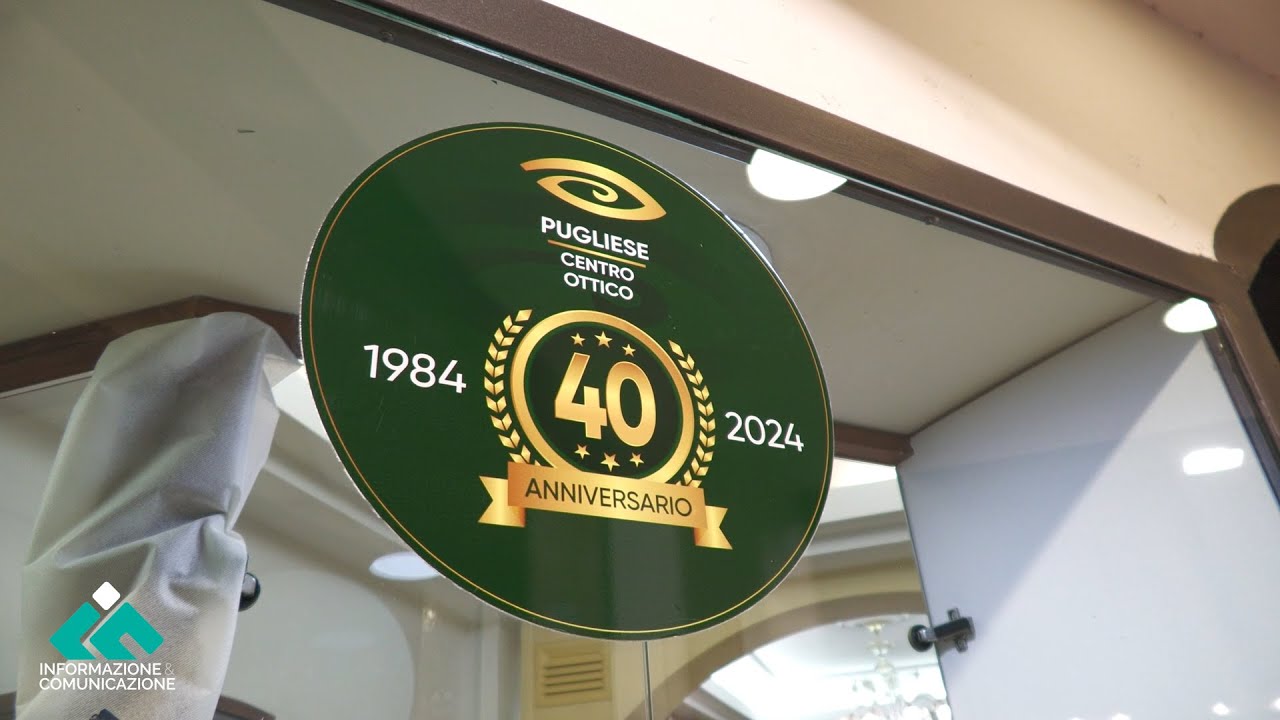 PUGLIESE
CENTRO
OTTICO
1984
40
2024
ANNIVERSARIO
INFORMAZIONE&
COMUNICAZIONE